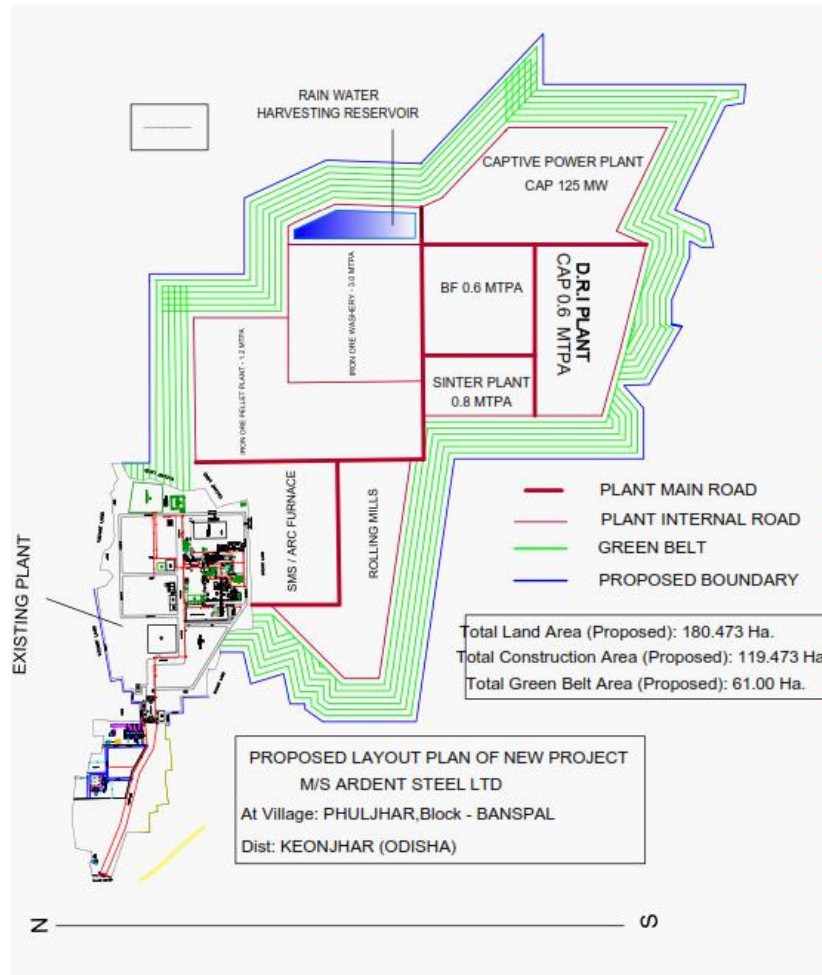 RAIN WATER
HARVESTING RESERVOIR
CAPTIVE POWER PLANT
CAP 125 MW
IRON ORE WASHERY - 3.0 MTPA
BF 0.6 MTPA
D.R.I PLANT
CAP 0.6 MTPA
IRON ORE PELLET PLANT - 1.2 MTPA
SINTER PLANT
0.8 MTPA
SMS / ARC FURNACE
ROLLING MILLS
EXISTING PLANT
PLANT MAIN ROAD
PLANT INTERNAL ROAD
GREEN BELT
PROPOSED BOUNDARY
Total Land Area (Proposed): 180.473 Ha.
Total Construction Area (Proposed): 119.473 Ha
Total Green Belt Area (Proposed): 61.00 Ha.
PROPOSED LAYOUT PLAN OF NEW PROJECT
M/S ARDENT STEEL LTD
At Village: PHULJHAR,Block - BANSPAL
Dist: KEONJHAR (ODISHA)
N
S